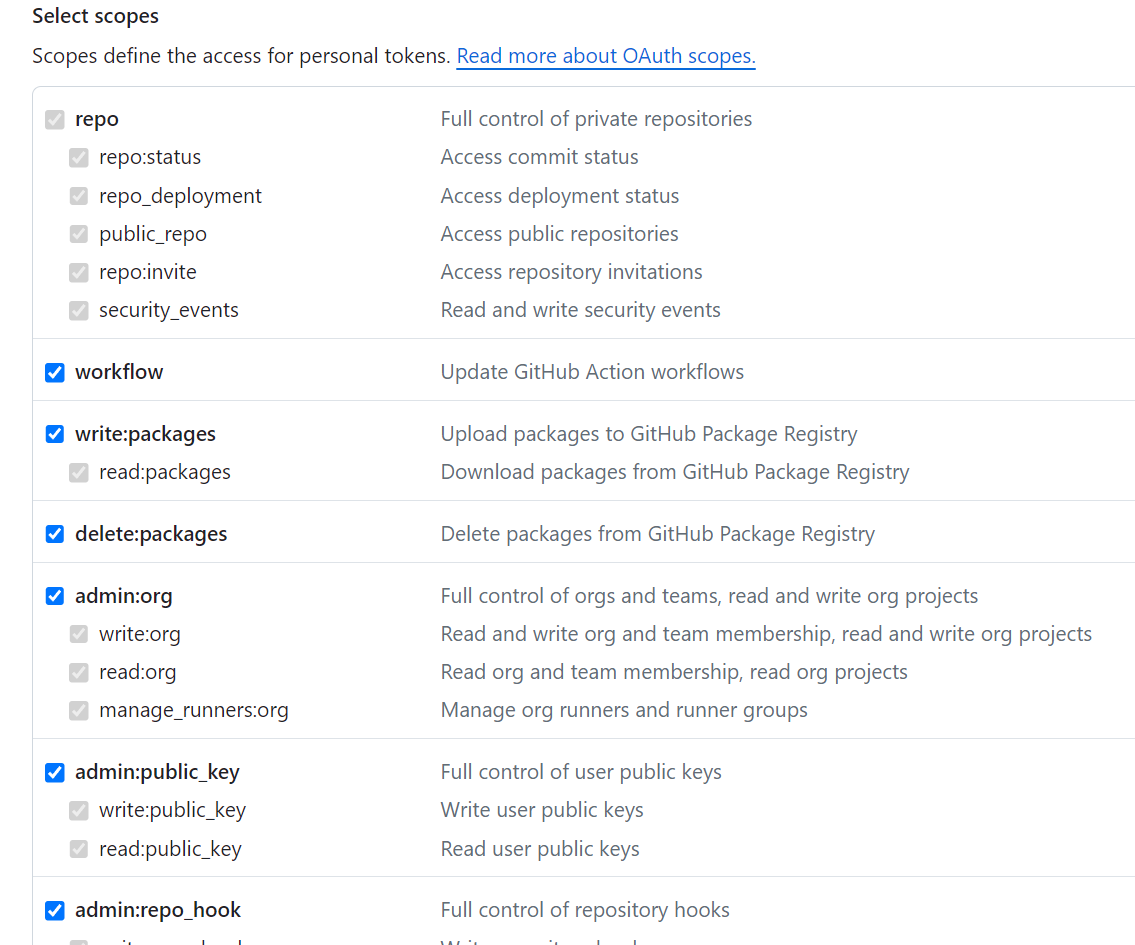 Select scopes
Scopes define the access for personal tokens. Read more about OAuth scopes.
repo Full control of private repositories
repo:status Access commit status
repo_deployment Access deployment status
public_repo Access public repositories
repo:invite Access repository invitations
security_events Read and write security events
workflow Update GitHub Action workflows
write:packages Upload packages to GitHub Package Registry
read:packages Download packages from GitHub Package Registry
delete:packages Delete packages from GitHub Package Registry
admin:org Full control of orgs and teams, read and write org projects
write:org Read and write org and team membership, read and write org projects
read:org Read org and team membership, read org projects
manage_runners:org Manage org runners and runner groups
admin:public_key Full control of user public keys
write:public_key Write user public keys
read:public_key Read user public keys
admin:repo_hook Full control of repository hooks